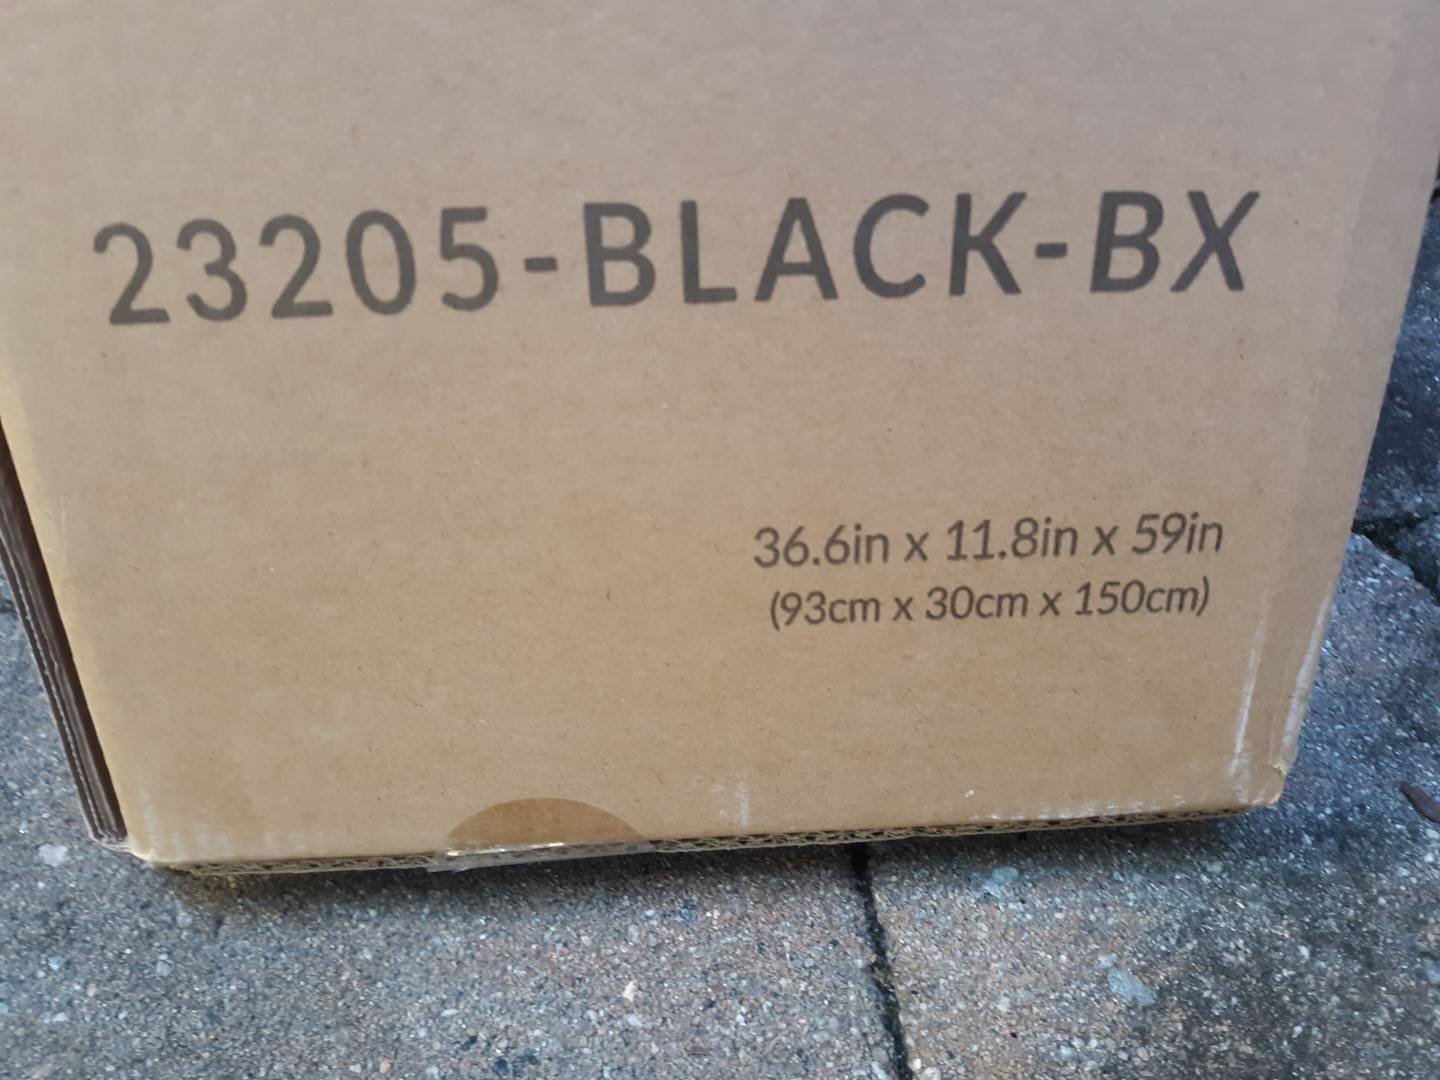 23205-BLACK-BX
36.6in x 11.8in x 59in
(93cm x 30cm x 150cm)